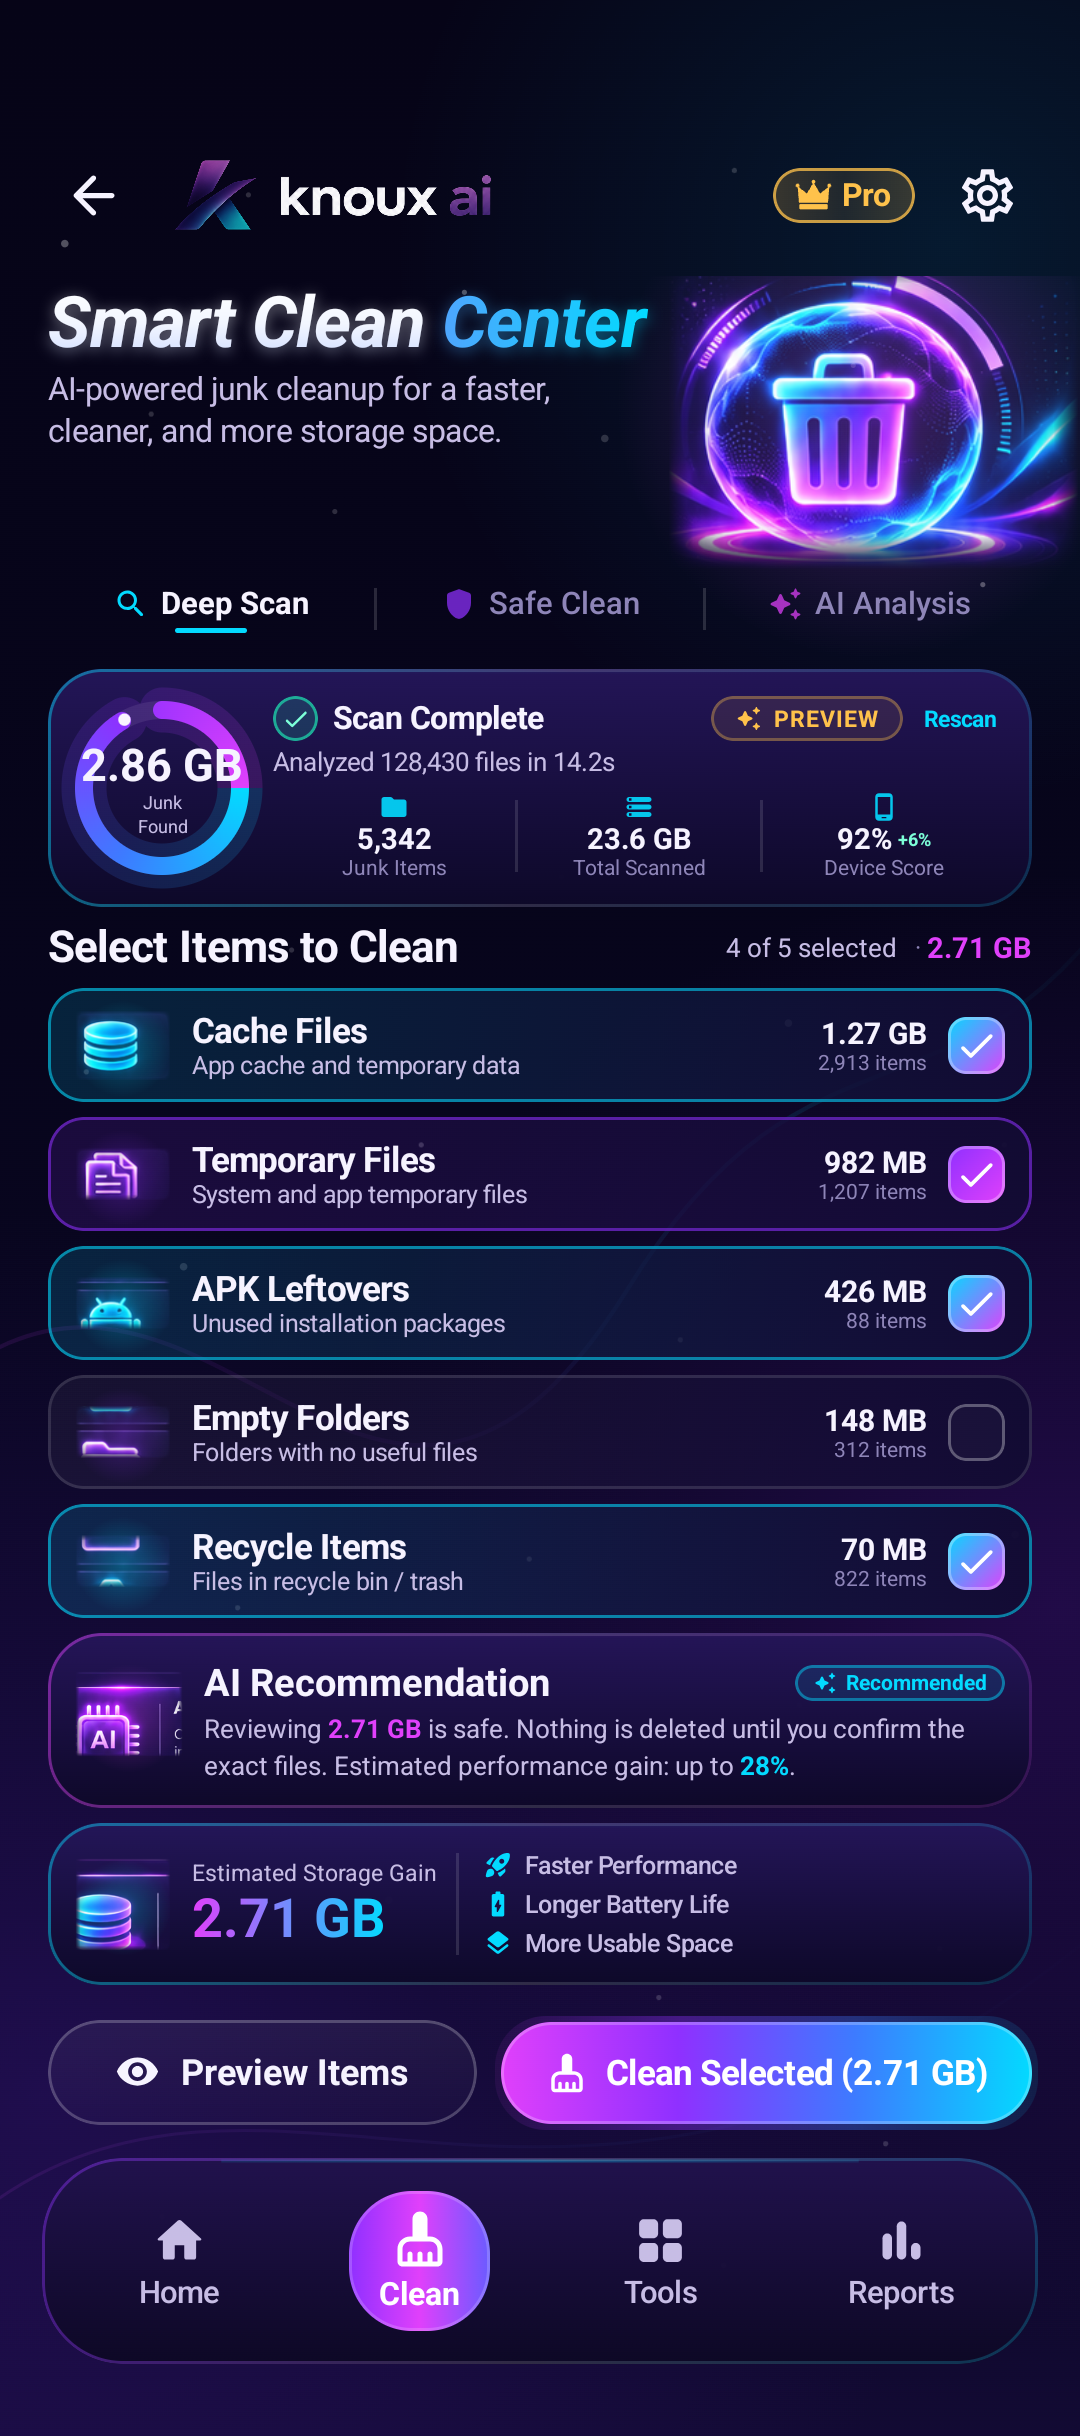 knoux ai
Pro
Smart Clean Center
AI-powered junk cleanup for a faster,
cleaner, and more storage space.
Deep Scan
Safe Clean
AI Analysis
2.86 GB
Junk
Found
Scan Complete
PREVIEW
Rescan
Analyzed 128,430 files in 14.2s
5,342
Junk Items
23.6 GB
Total Scanned
92% +6%
Device Score
Select Items to Clean
4 of 5 selected · 2.71 GB
Cache Files
App cache and temporary data
1.27 GB
2,913 items
Temporary Files
System and app temporary files
982 MB
1,207 items
APK Leftovers
Unused installation packages
426 MB
88 items
Empty Folders
Folders with no useful files
148 MB
312 items
Recycle Items
Files in recycle bin / trash
70 MB
822 items
AI
AI Recommendation
Recommended
Reviewing 2.71 GB is safe. Nothing is deleted until you confirm the
exact files. Estimated performance gain: up to 28%.
Estimated Storage Gain
2.71 GB
Faster Performance
Longer Battery Life
More Usable Space
Preview Items
Clean Selected (2.71 GB)
Home
Clean
Tools
Reports